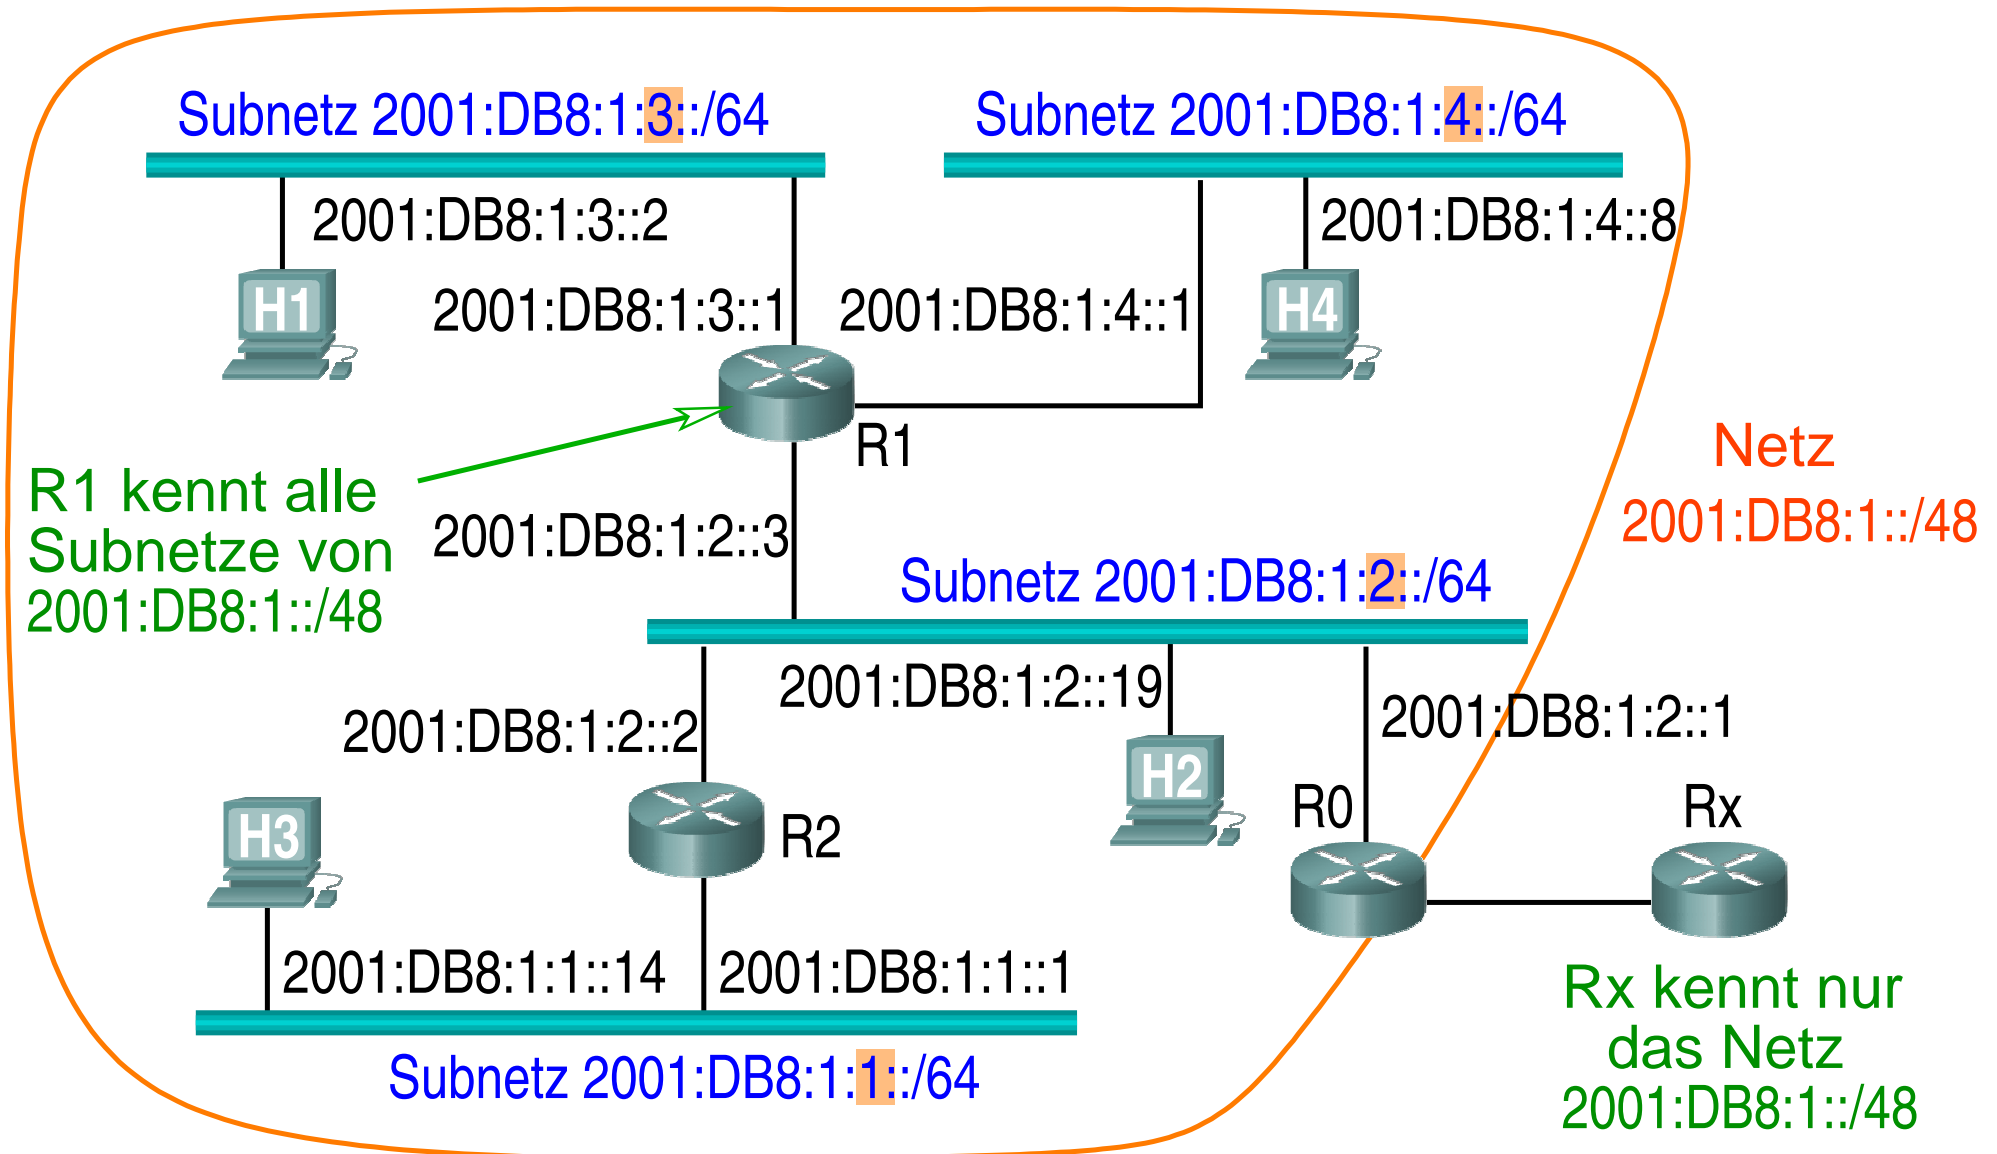 Subnetz 2001:DB8:1:3::/64
Subnetz 2001:DB8:1:4::/64
2001:DB8:1:3::2
2001:DB8:1:4::8
H1
2001:DB8:1:3::1
2001:DB8:1:4::1
H4
R1
Netz
2001:DB8:1::/48
R1 kennt alle
Subnetze von
2001:DB8:1::/48
2001:DB8:1:2::3
Subnetz 2001:DB8:1:2::/64
2001:DB8:1:2::19
2001:DB8:1:2::2
2001:DB8:1:2::1
H2
R0
Rx
H3
R2
2001:DB8:1:1::14
2001:DB8:1:1::1
Rx kennt nur
das Netz
2001:DB8:1::/48
Subnetz 2001:DB8:1:1::/64